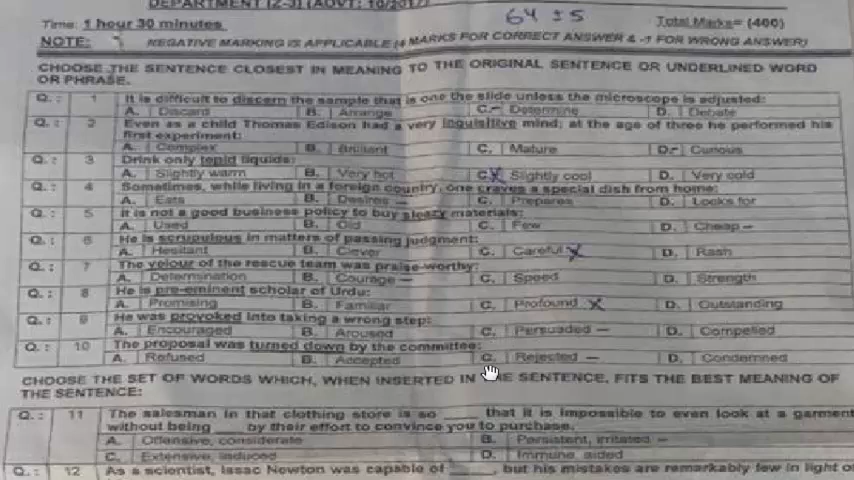 DEPARTMENT (Z-3) (ADVT: 10/2017)
64 ± 5
Time: 1 hour 30 minutes Total Marks= (400)
NOTE: NEGATIVE MARKING IS APPLICABLE (4 MARKS FOR CORRECT ANSWER & -1 FOR WRONG ANSWER)
CHOOSE THE SENTENCE CLOSEST IN MEANING TO THE ORIGINAL SENTENCE OR UNDERLINED WORD
OR PHRASE.
Q. : 1 It is difficult to discern the sample that is one the slide unless the microscope is adjusted:
A. Discard B. Arrange C. Determine D. Debate
Q. : 2 Even as a child Thomas Edison had a very inquisitive mind; at the age of three he performed his
first experiment:
A. Complex B. Brilliant C. Mature D. Curious
Q. : 3 Drink only tepid liquids:
A. Slightly warm B. Very hot C. Slightly cool D. Very cold
Q. : 4 Sometimes, while living in a foreign country, one craves a special dish from home:
A. Eats B. Desires C. Prepares D. Looks for
Q. : 5 It is not a good business policy to buy sleazy materials:
A. Used B. Old C. Few D. Cheap
Q. : 6 He is scrupulous in matters of passing judgment:
A. Hesitant B. Clever C. Careful D. Rash
Q. : 7 The velour of the rescue team was praise-worthy:
A. Determination B. Courage C. Speed D. Strength
Q. : 8 He is pre-eminent scholar of Urdu:
A. Promising B. Familiar C. Profound D. Outstanding
Q. : 9 He was provoked into taking a wrong step:
A. Encouraged B. Aroused C. Persuaded D. Compelled
Q. : 10 The proposal was turned down by the committee:
A. Refused B. Accepted C. Rejected D. Condemned
CHOOSE THE SET OF WORDS WHICH, WHEN INSERTED IN THE SENTENCE, FITS THE BEST MEANING OF
THE SENTENCE:
Q. : 11 The salesman in that clothing store is so ____ that it is impossible to even look at a garment
without being ____ by their effort to convince you to purchase.
A. Offensive, considerate B. Persistent, irritated
C. Extensive, induced D. Immune, aided
Q. : 12 As a scientist, Isaac Newton was capable of ____, but his mistakes are remarkably few in light of